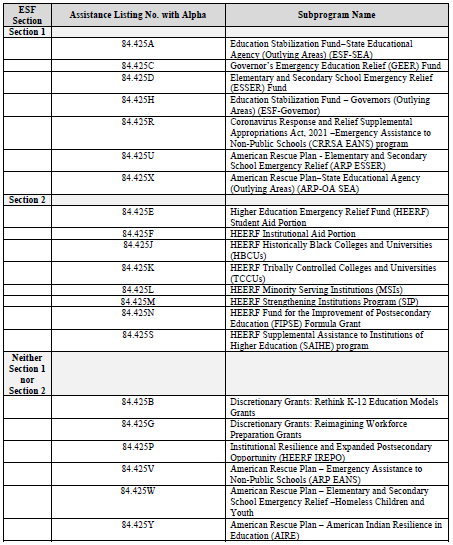 ESF
Section
Assistance Listing No. with Alpha
Subprogram Name
Section 1
84.425A
Education Stabilization Fund–State Educational
Agency (Outlying Areas) (ESF-SEA)
84.425C
Governor's Emergency Education Relief (GEER) Fund
84.425D
Elementary and Secondary School Emergency Relief
(ESSER) Fund
84.425H
Education Stabilization Fund – Governors (Outlying
Areas) (ESF-Governor)
84.425R
Coronavirus Response and Relief Supplemental
Appropriations Act, 2021 –Emergency Assistance to
Non-Public Schools (CRRSA EANS) program
84.425U
American Rescue Plan - Elementary and Secondary
School Emergency Relief (ARP ESSER)
84.425X
American Rescue Plan–State Educational Agency
(Outlying Areas) (ARP-OA SEA)
Section 2
84.425E
Higher Education Emergency Relief Fund (HEERF)
Student Aid Portion
84.425F
HEERF Institutional Aid Portion
84.425J
HEERF Historically Black Colleges and Universities
(HBCUs)
84.425K
HEERF Tribally Controlled Colleges and Universities
(TCCUs)
84.425L
HEERF Minority Serving Institutions (MSIs)
84.425M
HEERF Strengthening Institutions Program (SIP)
84.425N
HEERF Fund for the Improvement of Postsecondary
Education (FIPSE) Formula Grant
84.425S
HEERF Supplemental Assistance to Institutions of
Higher Education (SAIHE) program
Neither
Section 1
nor
Section 2
84.425B
Discretionary Grants: Rethink K-12 Education Models
Grants
84.425G
Discretionary Grants: Reimagining Workforce
Preparation Grants
84.425P
Institutional Resilience and Expanded Postsecondary
Opportunity (HEERF IREPO)
84.425V
American Rescue Plan – Emergency Assistance to
Non-Public Schools (ARP EANS)
84.425W
American Rescue Plan – Elementary and Secondary
School Emergency Relief –Homeless Children and
Youth
84.425Y
American Rescue Plan – American Indian Resilience in
Education (AIRE)